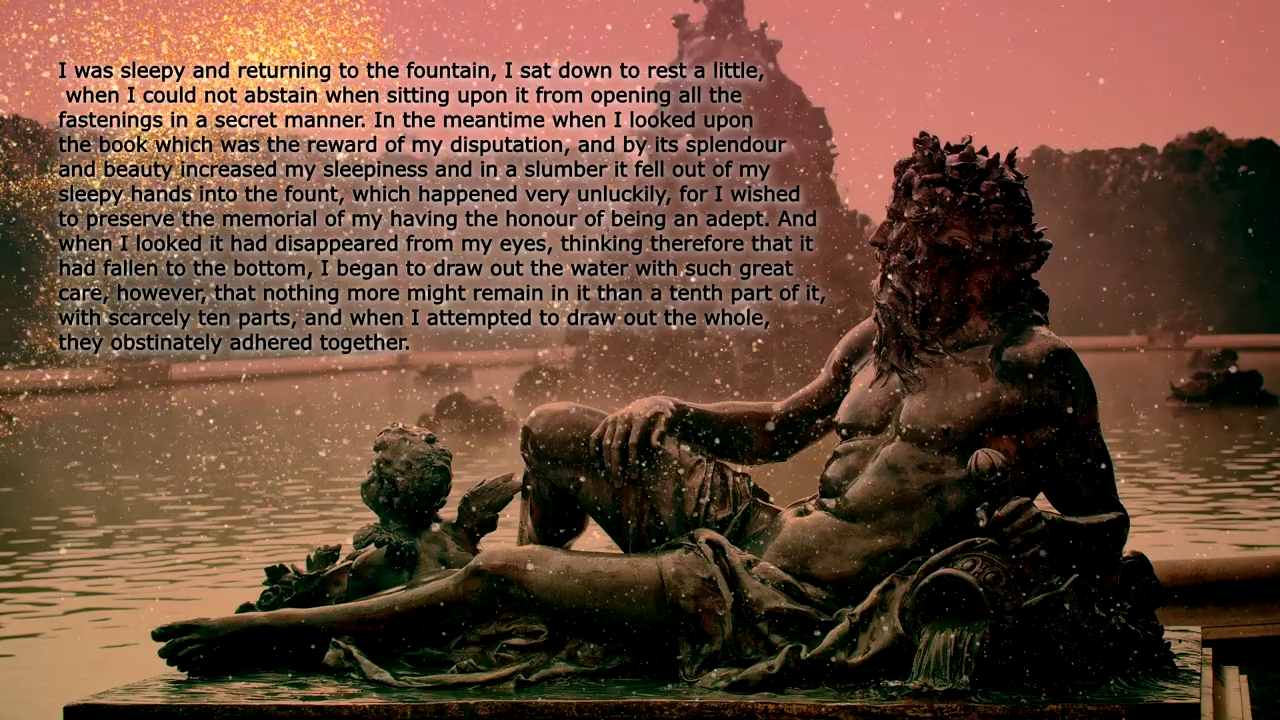 I was sleepy and returning to the fountain, I sat down to rest a little,
when I could not abstain when sitting upon it from opening all the
fastenings in a secret manner. In the meantime when I looked upon
the book which was the reward of my disputation, and by its splendour
and beauty increased my sleepiness and in a slumber it fell out of my
sleepy hands into the fount, which happened very unluckily, for I wished
to preserve the memorial of my having the honour of being an adept. And
when I looked it had disappeared from my eyes, thinking therefore that it
had fallen to the bottom, I began to draw out the water with such great
care, however, that nothing more might remain in it than a tenth part of it,
with scarcely ten parts, and when I attempted to draw out the whole,
they obstinately adhered together.